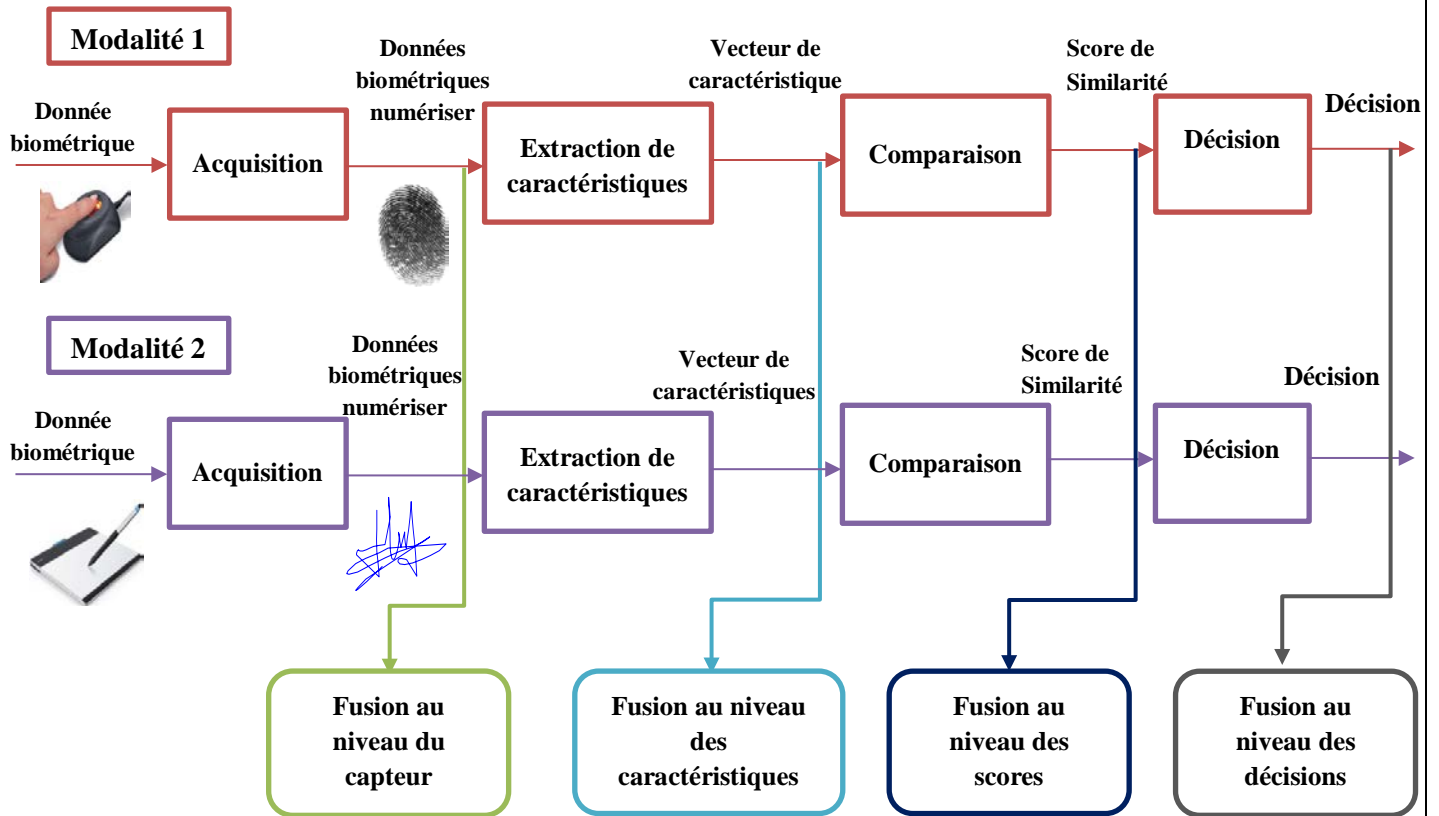 Modalité 1
Donnée
biométrique
Acquisition
Données
biométriques
numériser
Extraction de
caractéristiques
Vecteur de
caractéristique
Comparaison
Score de
Similarité
Décision
Décision
Modalité 2
Donnée
biométrique
Acquisition
Données
biométriques
numériser
Extraction de
caractéristiques
Vecteur de
caractéristiques
Comparaison
Score de
Similarité
Décision
Décision
Fusion au
niveau du
capteur
Fusion au niveau
des
caractéristiques
Fusion au
niveau des
scores
Fusion au
niveau des
décisions